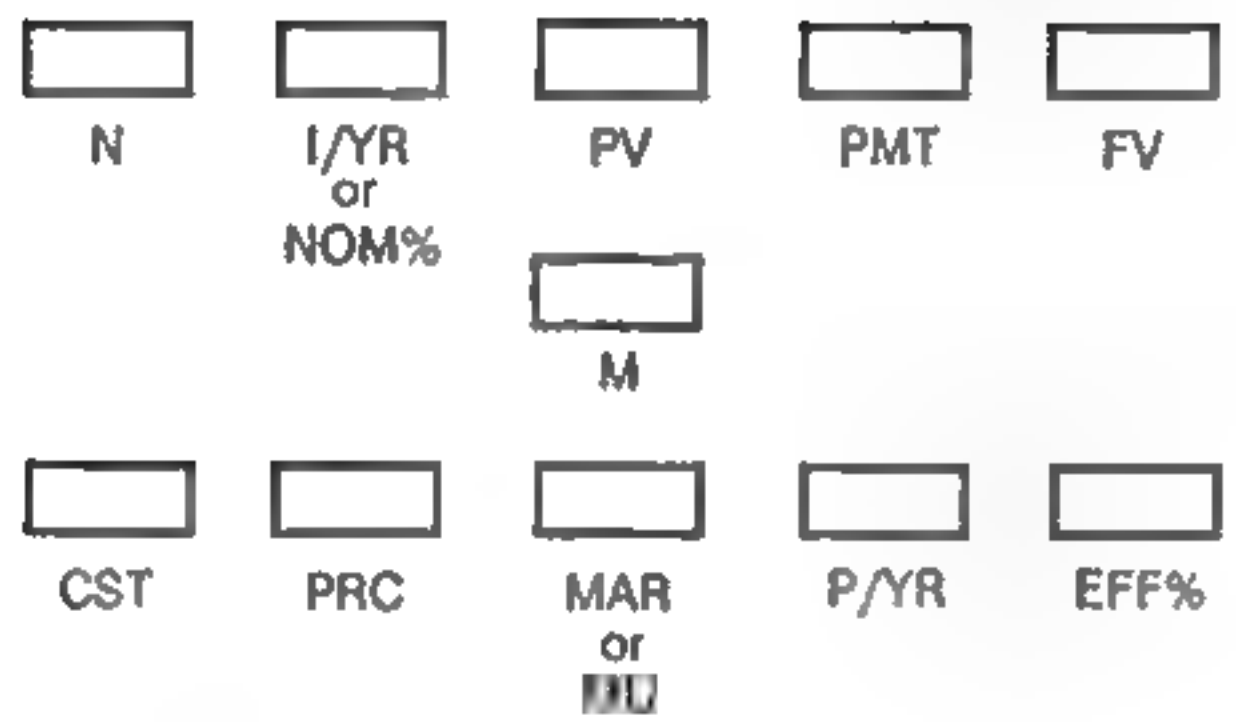 N I/YR PV PMT FV
or
NOM%
M
CST PRC MAR P/YR EFF%
or